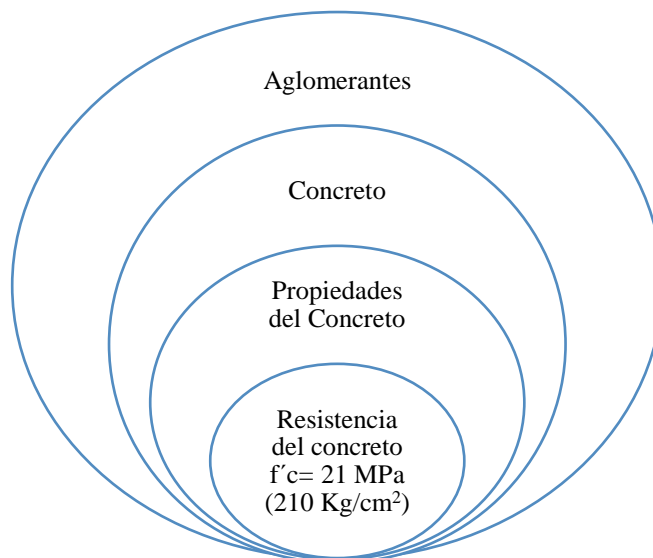 Aglomerantes
Concreto
Propiedades
del Concreto
Resistencia
del concreto
f´c= 21 MPa
(210 Kg/cm²)